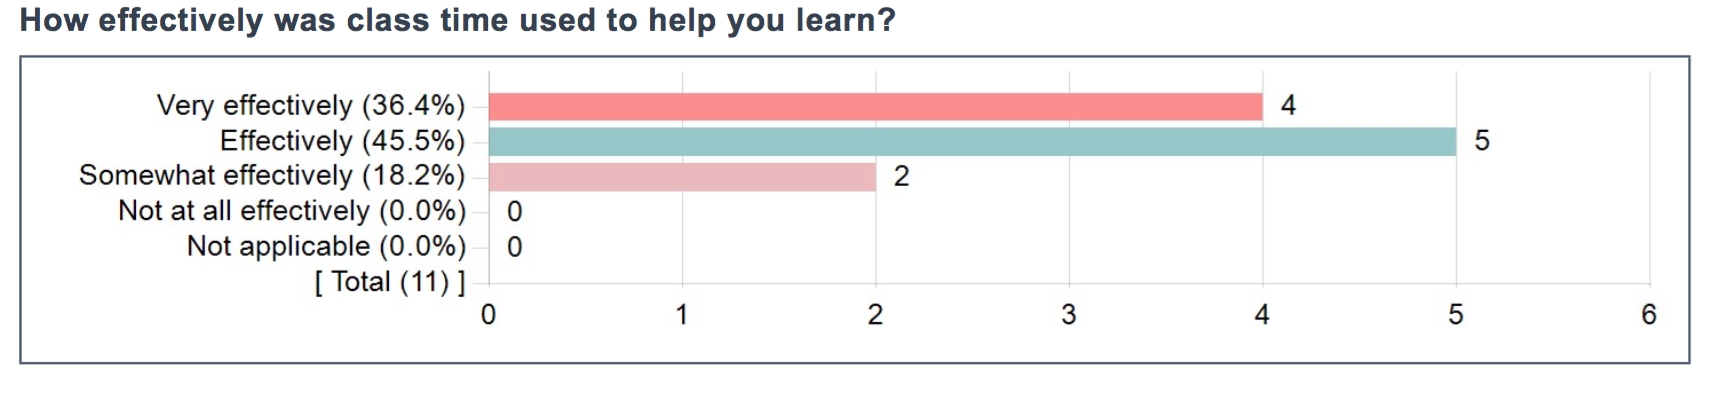 How effectively was class time used to help you learn?
Very effectively (36.4%) 4
Effectively (45.5%) 5
Somewhat effectively (18.2%) 2
Not at all effectively (0.0%) 0
Not applicable (0.0%) 0
[ Total (11) ]
0 1 2 3 4 5 6